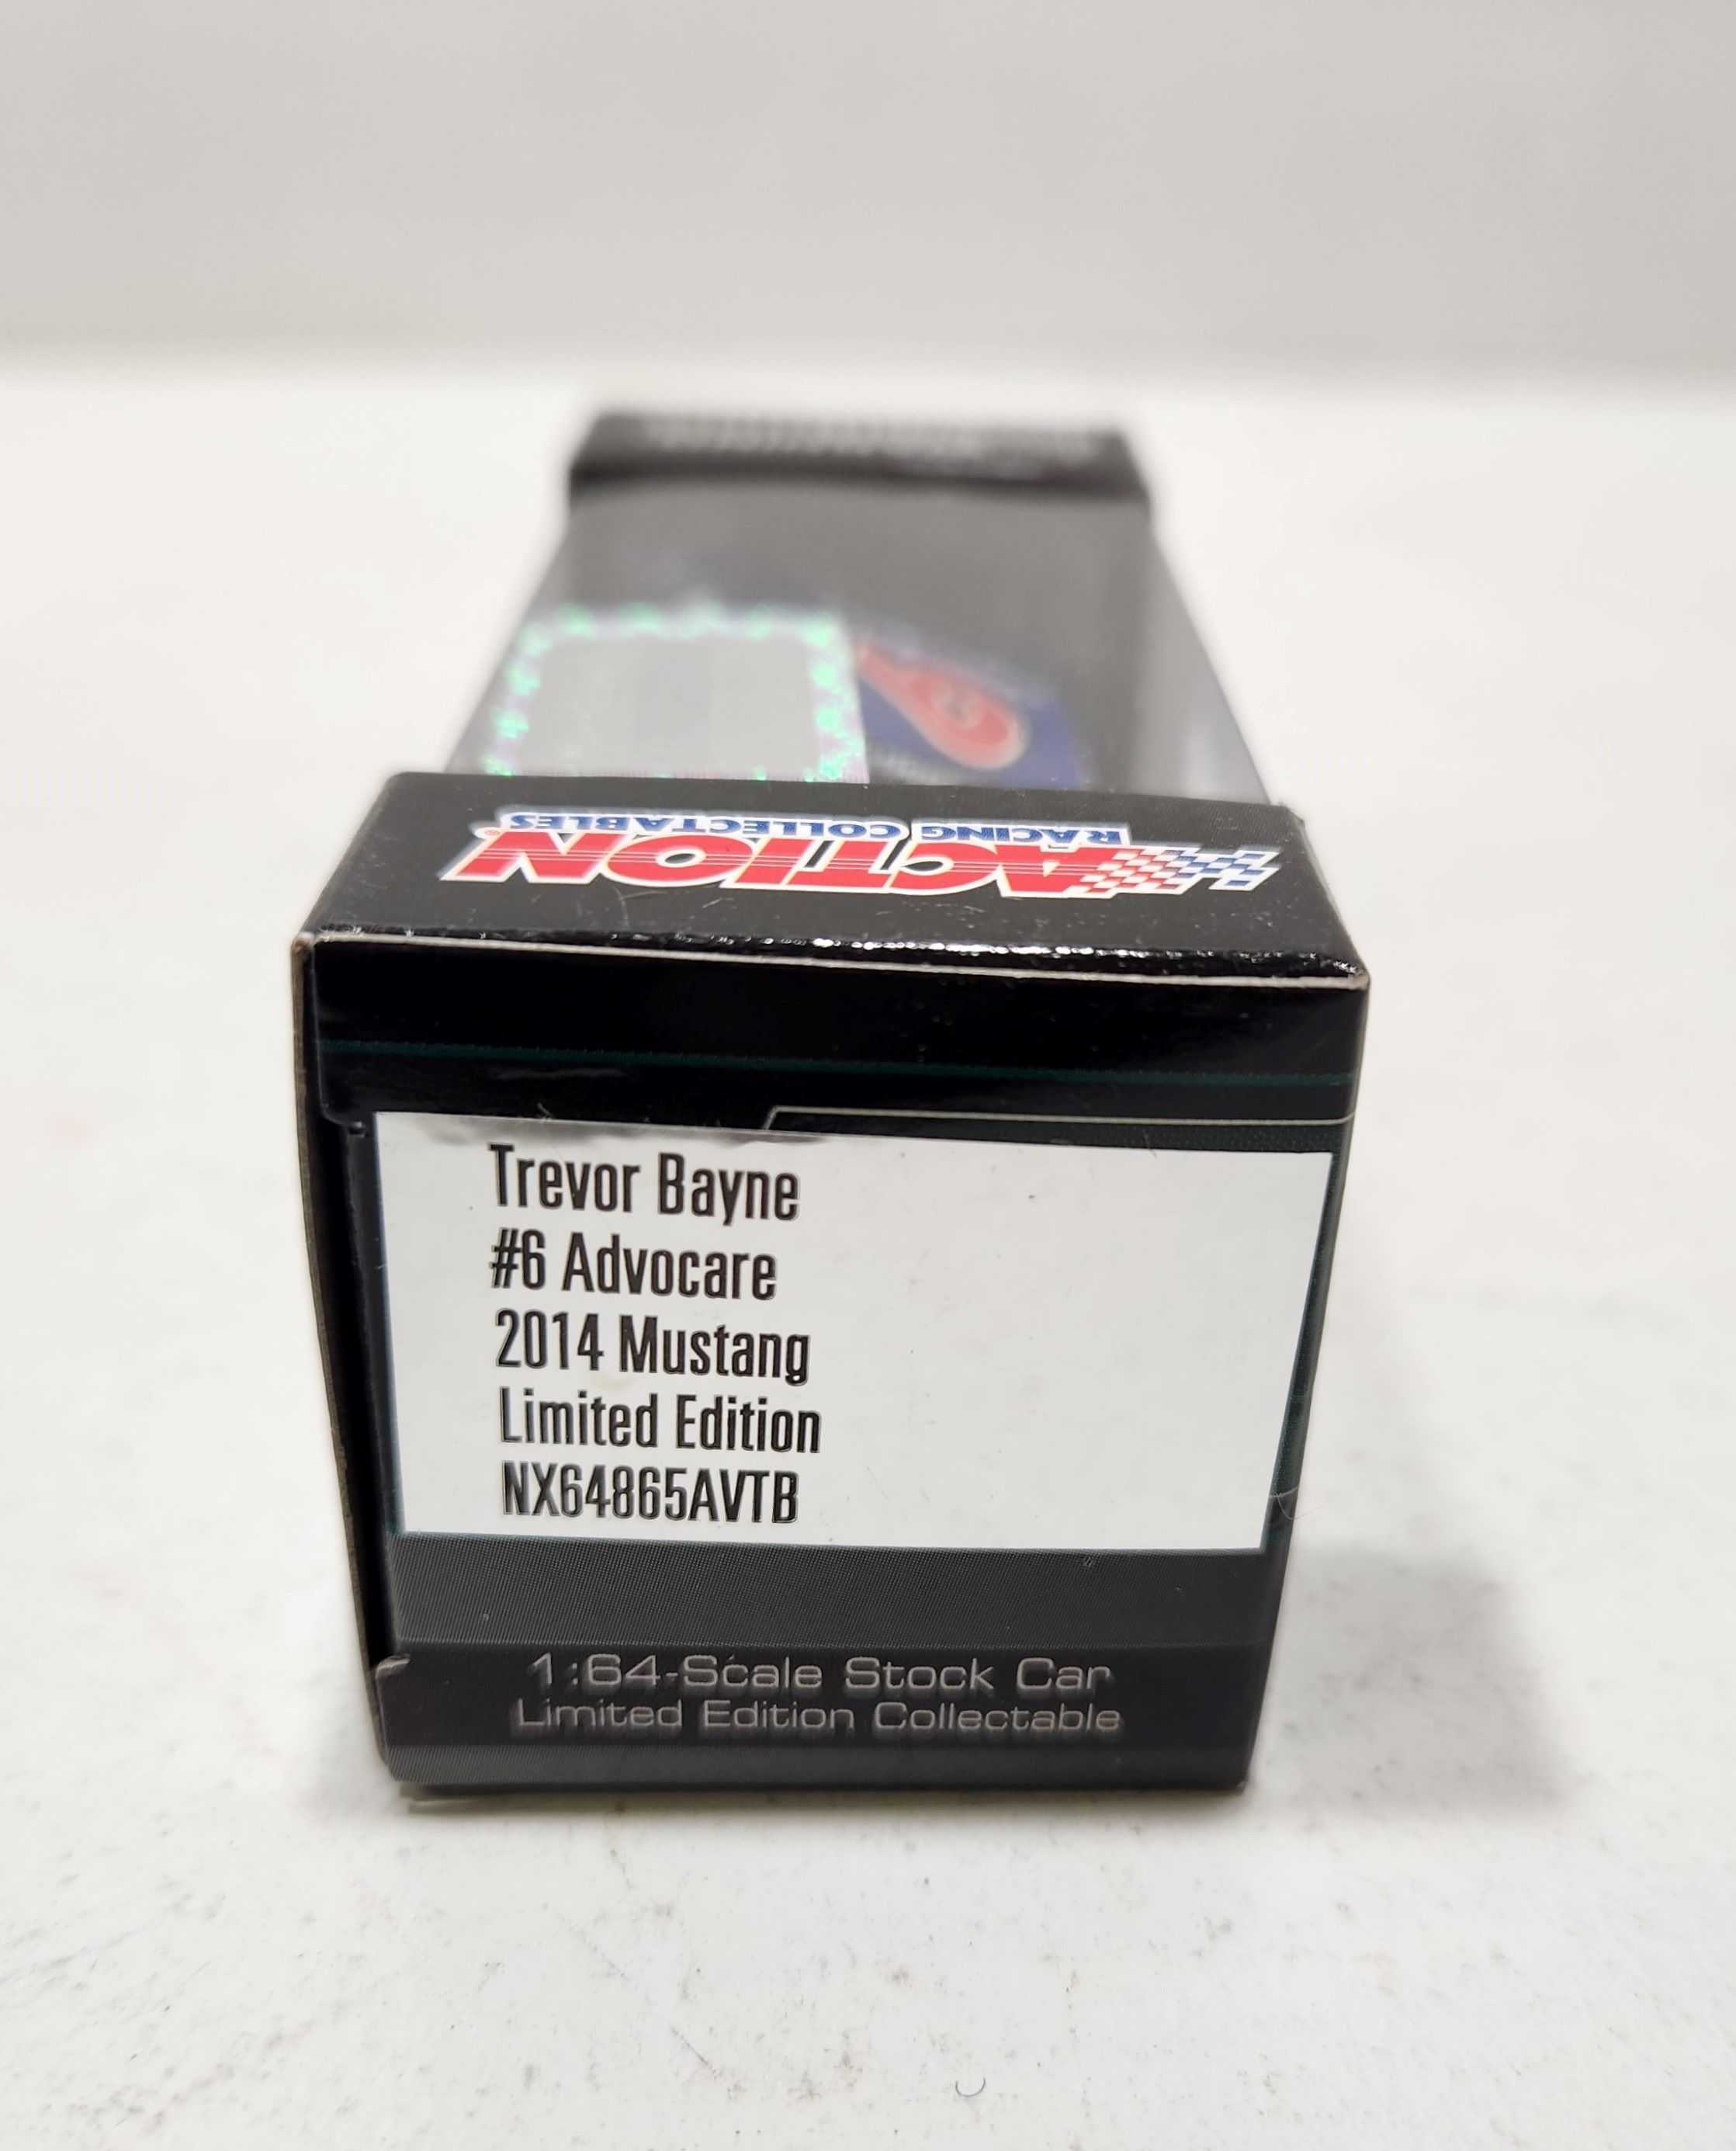 ACTION
RACING COLLECTABLES
Trevor Bayne
#6 Advocare
2014 Mustang
Limited Edition
NX64865AVTB
1:64-Scale Stock Car
Limited Edition Collectable